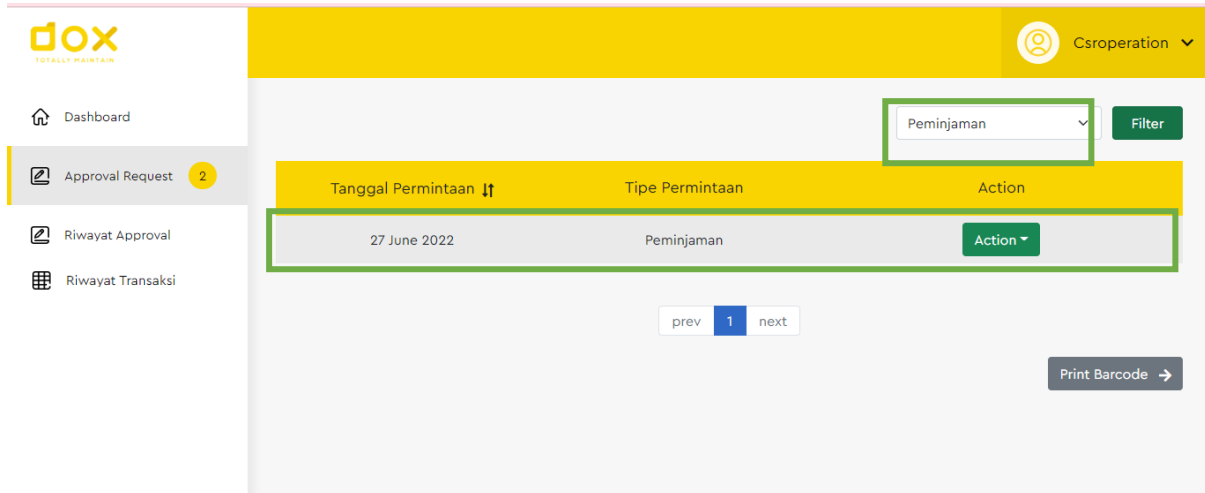 dox
TOTALLY MAINTAIN
Csroperation
Dashboard
Approval Request 2
Riwayat Approval
Riwayat Transaksi
Peminjaman Filter
Tanggal Permintaan Tipe Permintaan Action
27 June 2022 Peminjaman Action
prev 1 next
Print Barcode →